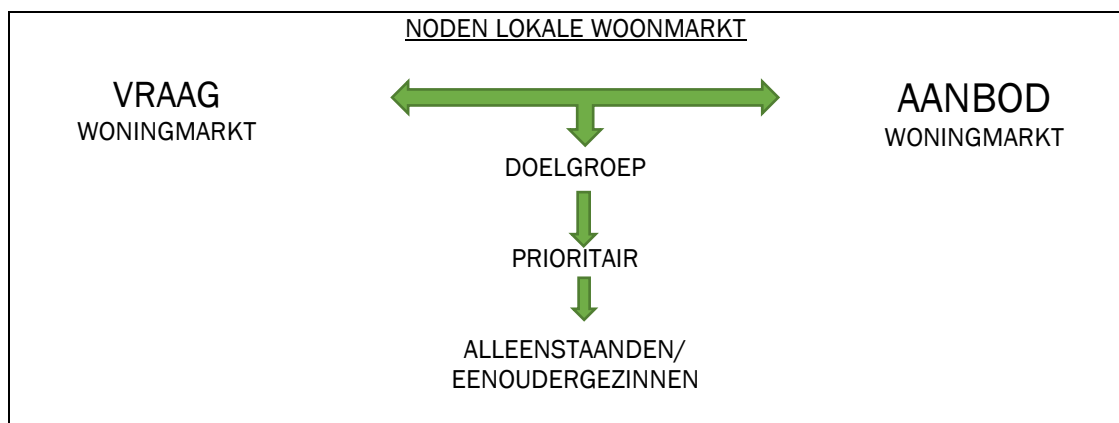 NODEN LOKALE WOONMARKT
VRAAG
WONINGMARKT
AANBOD
WONINGMARKT
DOELGROEP
PRIORITAIR
ALLEENSTAANDEN/
EENOUDERGEZINNEN